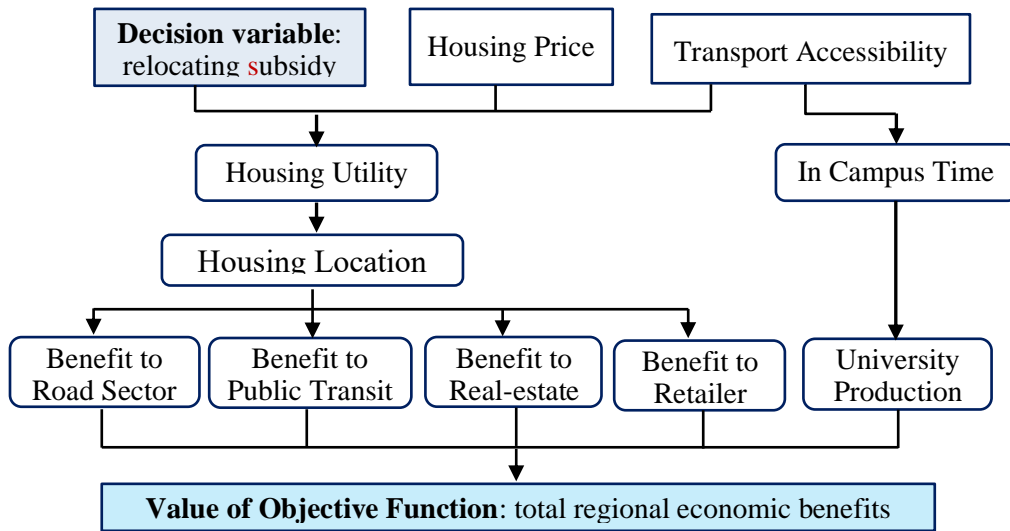 Decision variable:
relocating subsidy
Housing
Price
Transport Accessibility
Housing Utility
In Campus Time
Housing Location
Benefit to
Road Sector
Benefit to
Public Transit
Benefit to
Real-estate
Benefit to
Retailer
University
Production
Value of Objective Function: total regional economic benefits